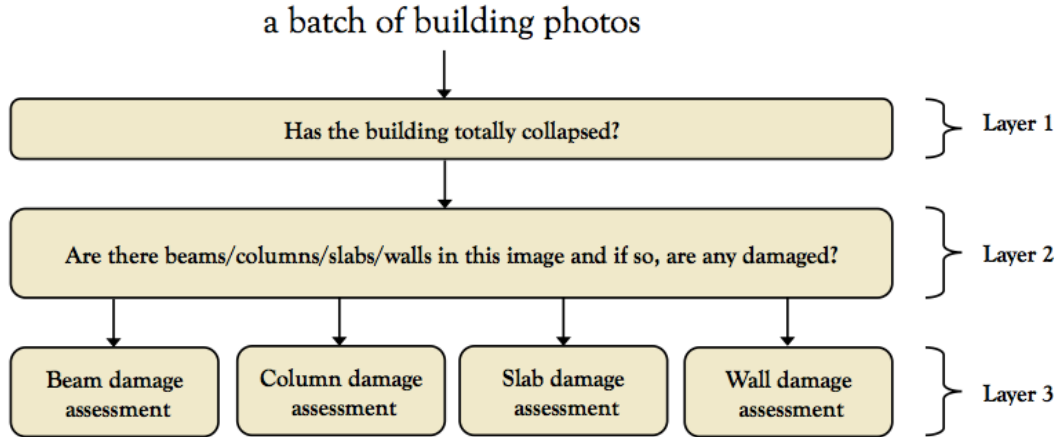 a batch of building photos
Has the building totally collapsed?
Layer 1
Are there beams/columns/slabs/walls in this image and if so, are any damaged?
Layer 2
Beam damage
assessment
Column damage
assessment
Slab damage
assessment
Wall damage
assessment
Layer 3